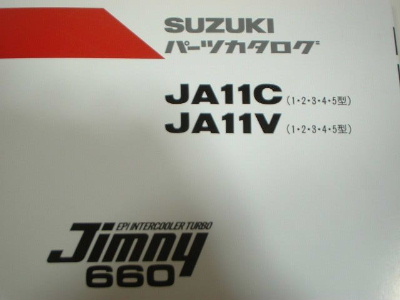 SUZUKI
パーツカタログ
JA11C (1・2・3・4・5型)
JA11V (1・2・3・4・5型)
EPI INTERCOOLER TURBO
Jimny
660